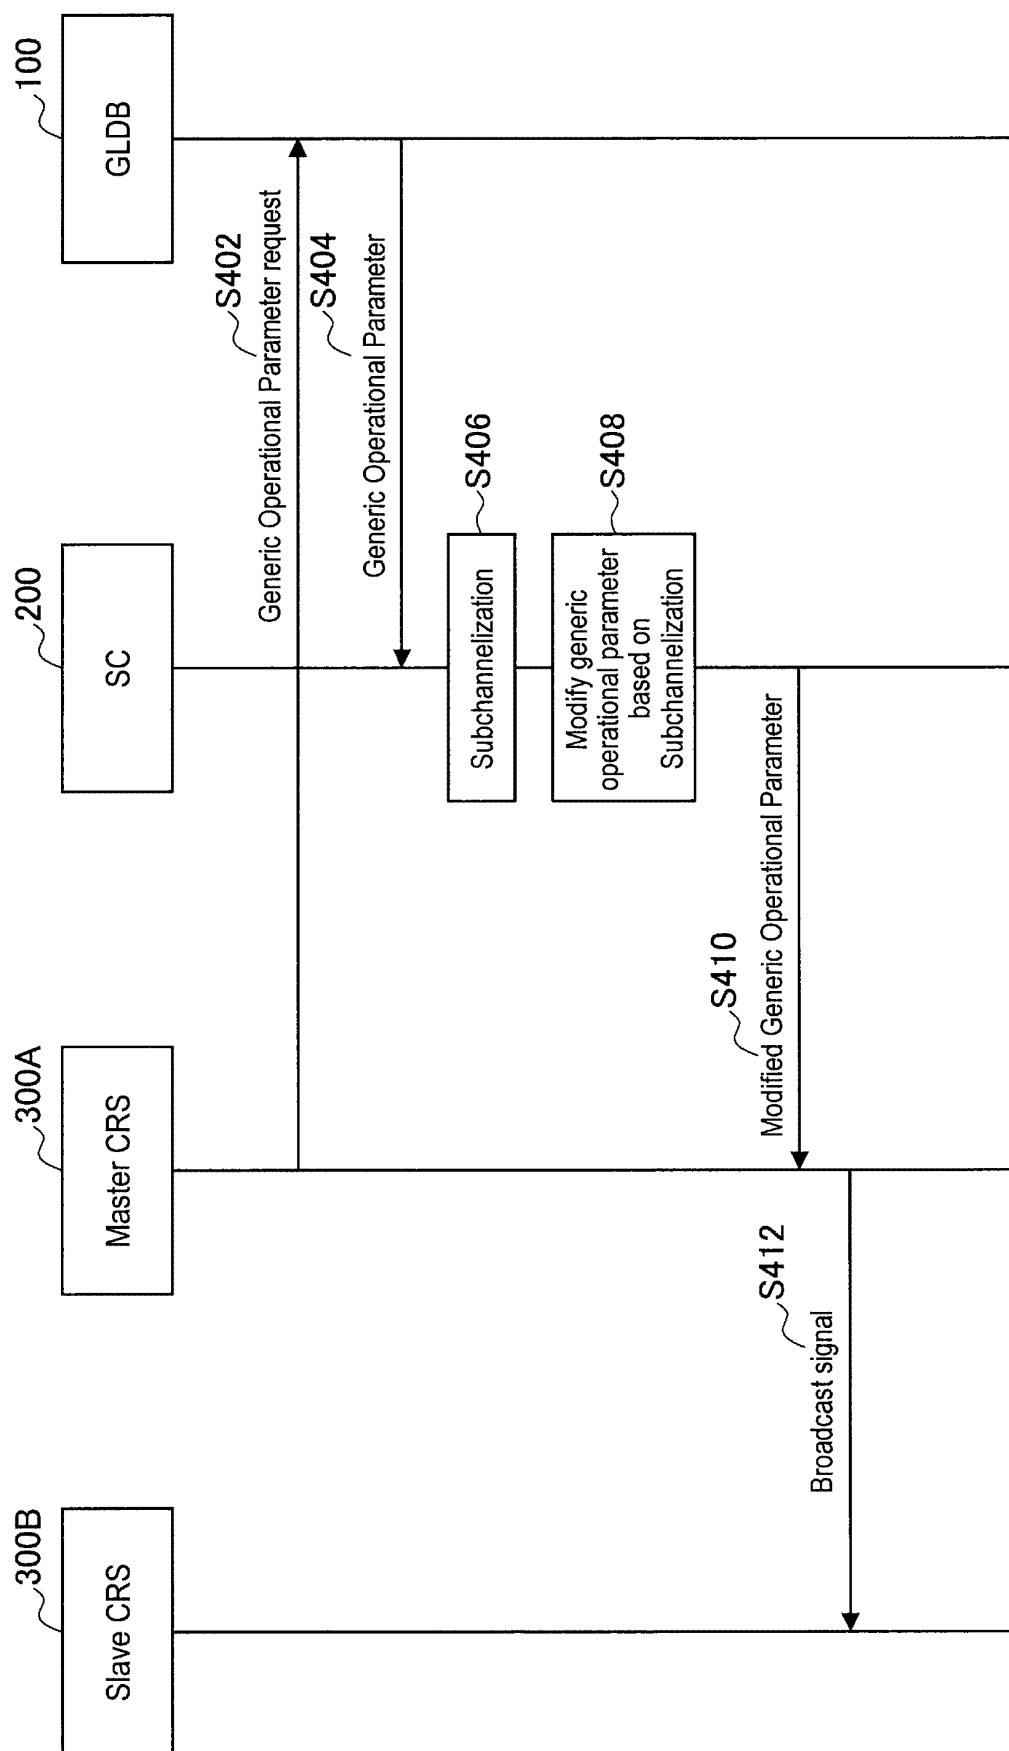 300B
Slave CRS
300A
Master CRS
200
SC
100
GLDB
S402
Generic Operational Parameter request
S404
Generic Operational Parameter
S406
Subchannelization
S408
Modify generic
operational parameter
based on
Subchannelization
S410
Modified Generic Operational Parameter
S412
Broadcast signal